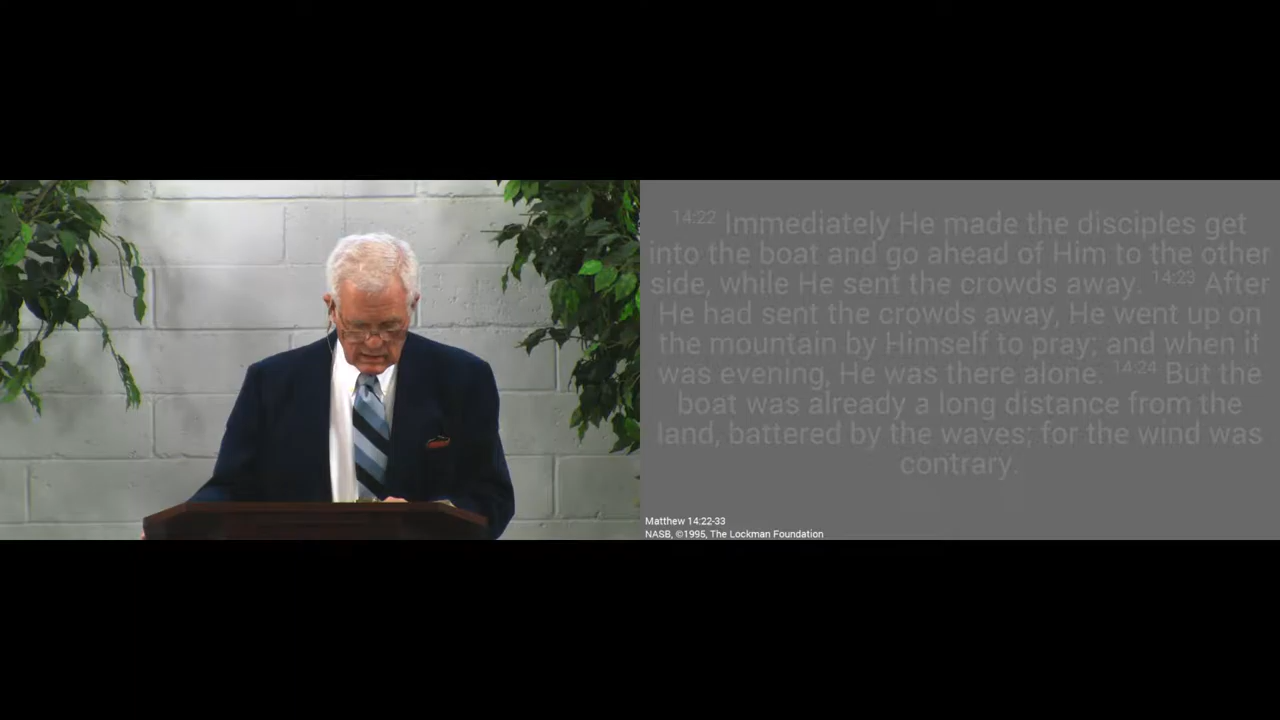 14:22 Immediately He made the disciples get
into the boat and go ahead of Him to the other
side, while He sent the crowds away. 14:23 After
He had sent the crowds away, He went up on
the mountain by Himself to pray; and when it
was evening, He was there alone. 14:24 But the
boat was already a long distance from the
land, battered by the waves; for the wind was
contrary.
Matthew 14:22-33
NASB, ©1995, The Lockman Foundation